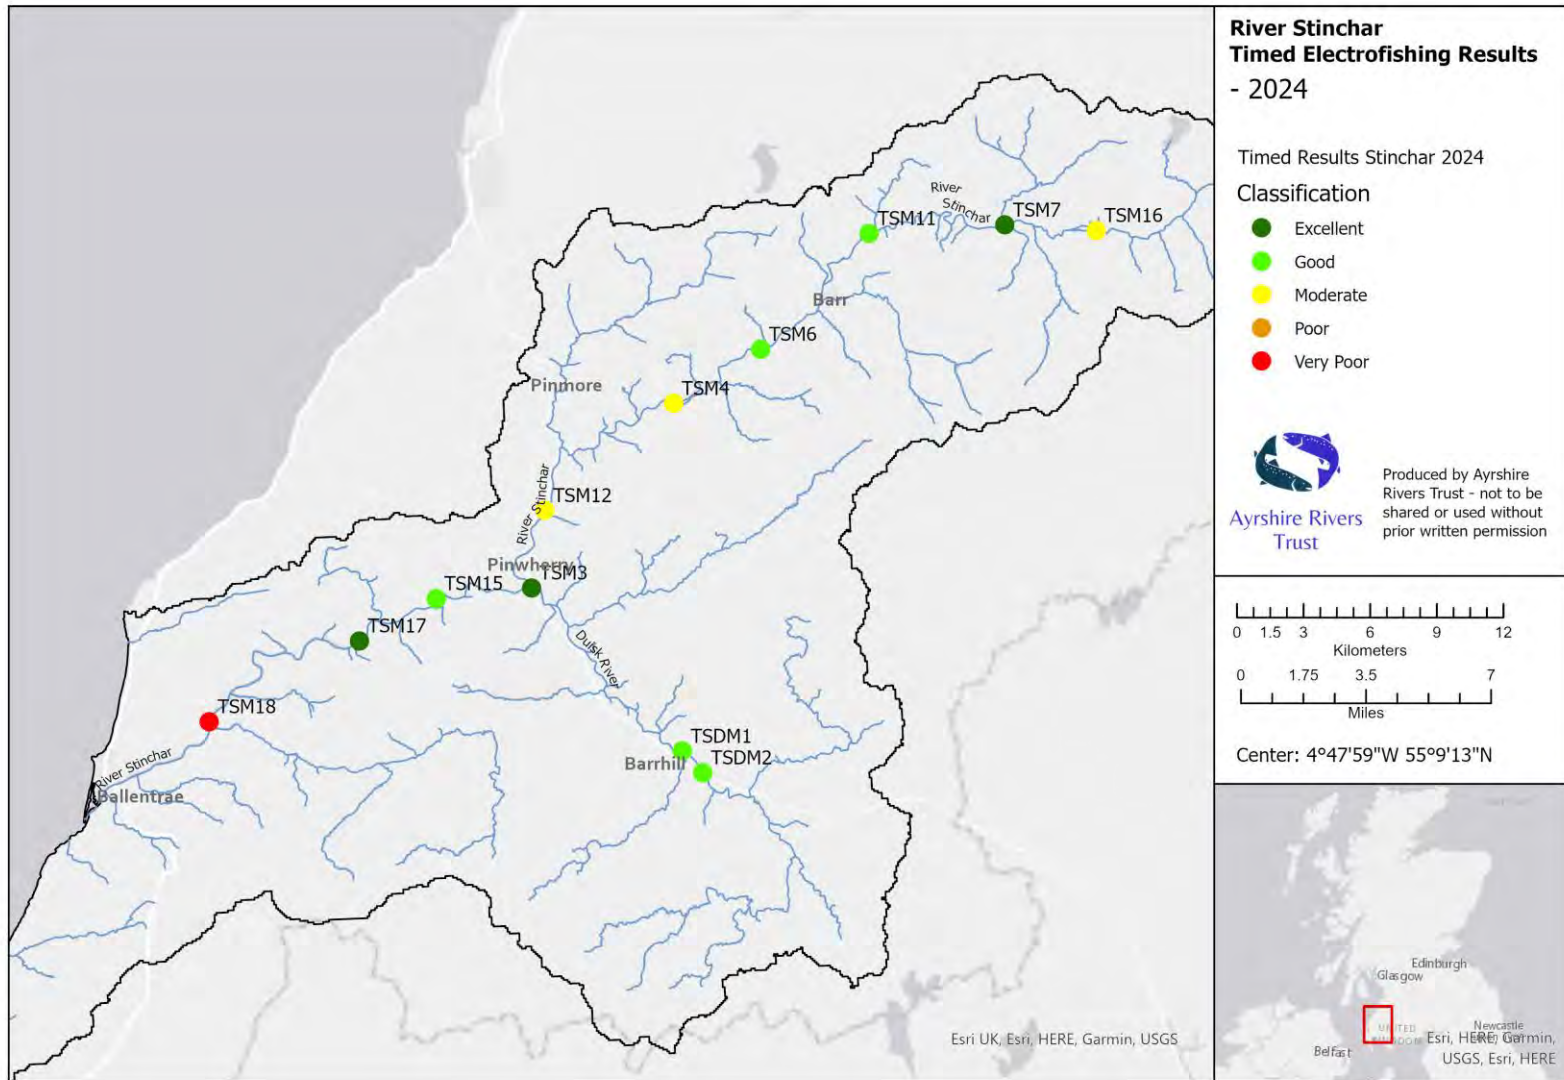 River Stinchar
Timed Electrofishing Results
- 2024
Timed Results Stinchar 2024
Classification
Excellent
Good
Moderate
Poor
Very Poor
Ayrshire Rivers
Trust
Produced by Ayrshire
Rivers Trust - not to be
shared or used without
prior written permission
0 1.5 3 6 9 12
Kilometers
0 1.75 3.5 7
Miles
Center: 4°47'59"W 55°9'13"N
Edinburgh
Glasgow
UNITED
Newcastle
Belfast
Esri, HERE, Garmin,
USGS, Esri, HERE
River
Stinchar
TSM11
TSM7
TSM16
Barr
TSM6
Pinmore
TSM4
River Stinchar
TSM12
Pinwherry
TSM3
TSM15
TSM17
Duisk River
TSM18
TSDM1
TSDM2
Barrhill
River Stinchar
Ballentrae
Esri UK, Esri, HERE, Garmin, USGS